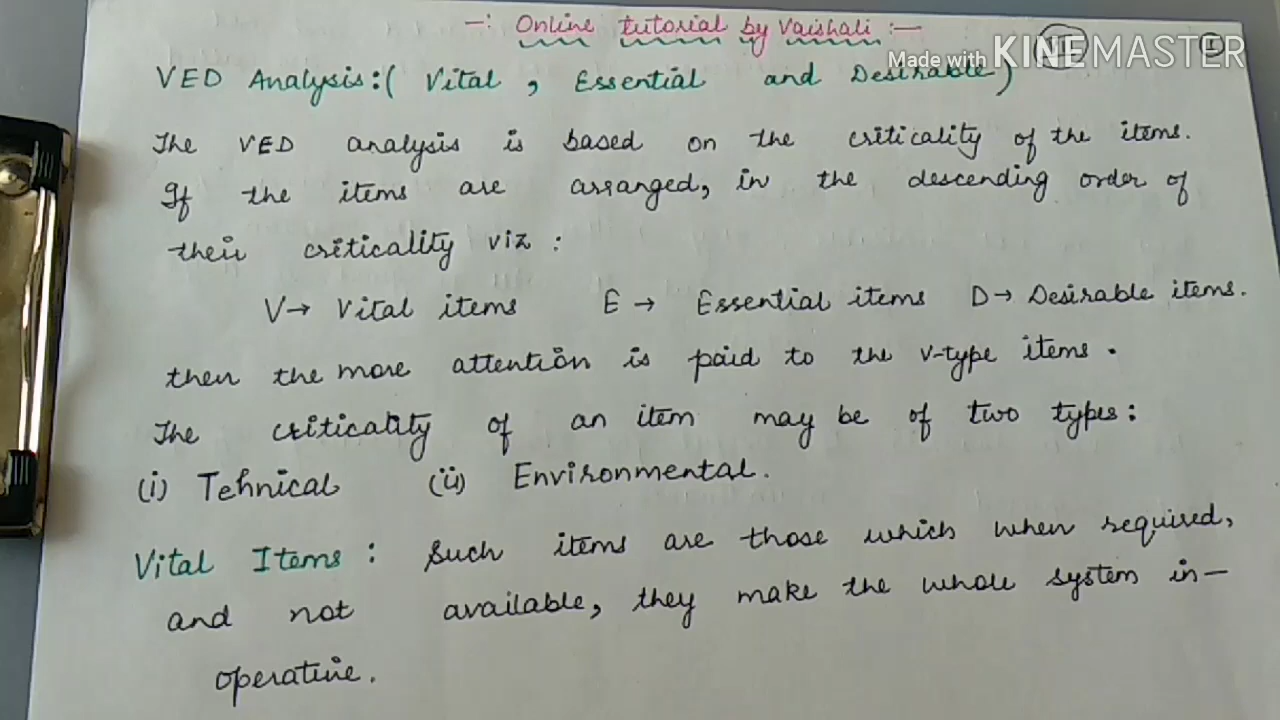 -: Online tutorial by Vaishali :-
Made with KINEMASTER
VED Analysis:( Vital , Essential and Desirable)
The VED analysis is based on the criticality of the items.
If the items are arranged, in the descending order of
their criticality viz :
V→ Vital items E → Essential items D→ Desirable items.
then the more attention is paid to the V-type items .
The criticality of an item may be of two types:
(i) Tehnical (ii) Environmental.
Vital Items : Such items are those which when required,
and not available, they make the whole system in-
operative.